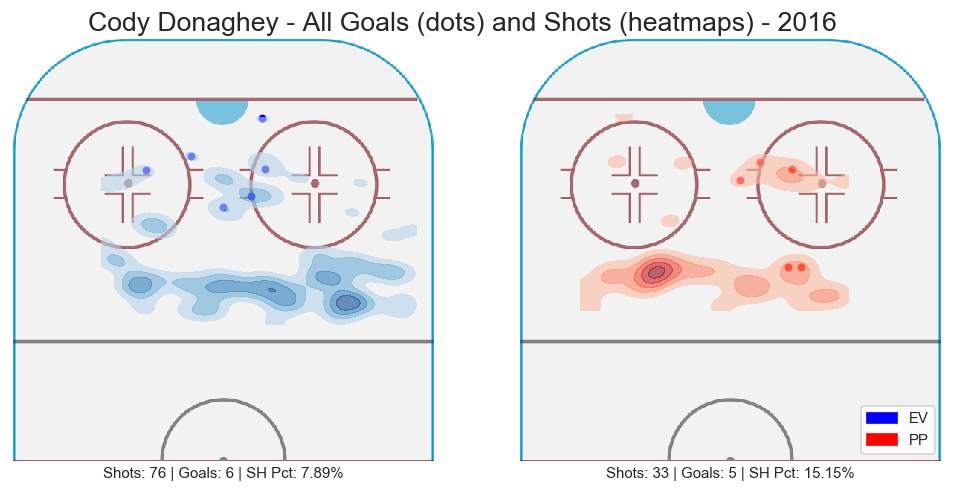 Cody Donaghey - All Goals (dots) and Shots (heatmaps) - 2016
EV
PP
Shots: 76 | Goals: 6 | SH Pct: 7.89%
Shots: 33 | Goals: 5 | SH Pct: 15.15%